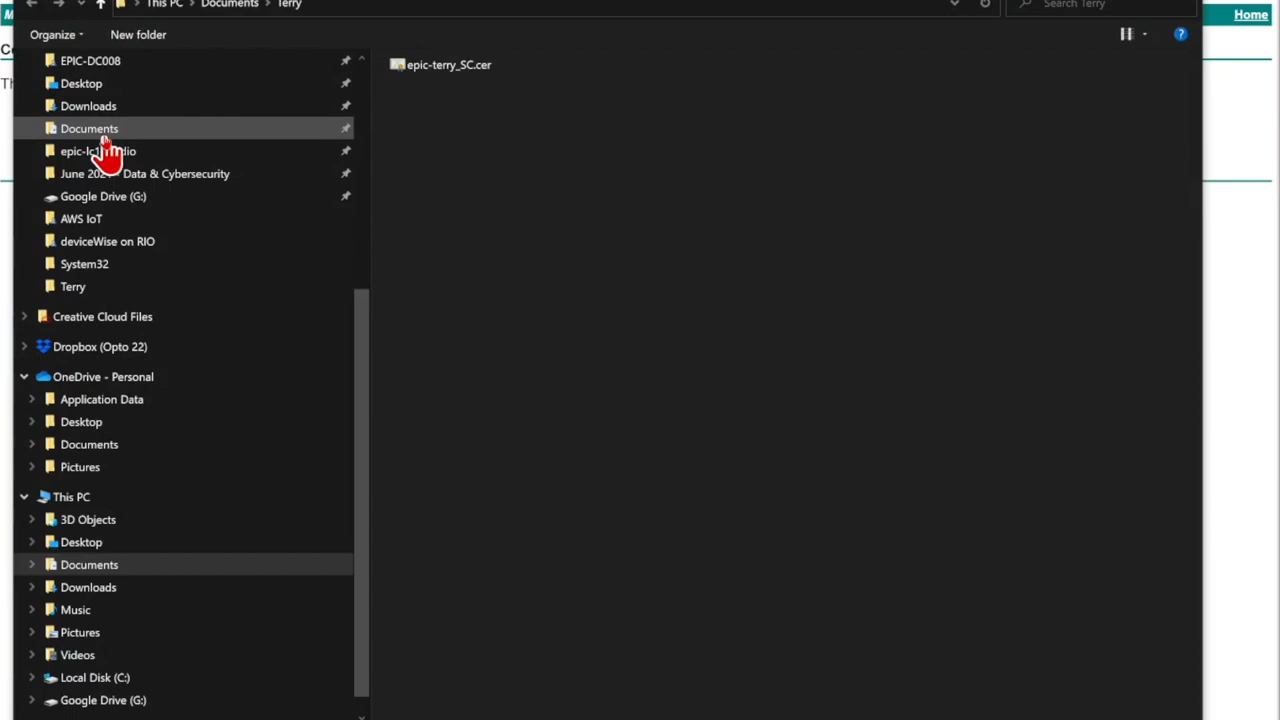 This PC > Documents > Terry
Search Terry
Home
Organize
New folder
EPIC-DC008
Desktop
Downloads
Documents
June Data & Cybersecurity
Google Drive (G:)
AWS IoT
deviceWise on RIO
System32
Terry
Creative Cloud Files
Dropbox (Opto 22)
OneDrive - Personal
Application Data
Desktop
Documents
Pictures
This PC
3D Objects
Desktop
Documents
Downloads
Music
Pictures
Videos
Local Disk (C:)
Google Drive (G:)
epic-terry_SC.cer